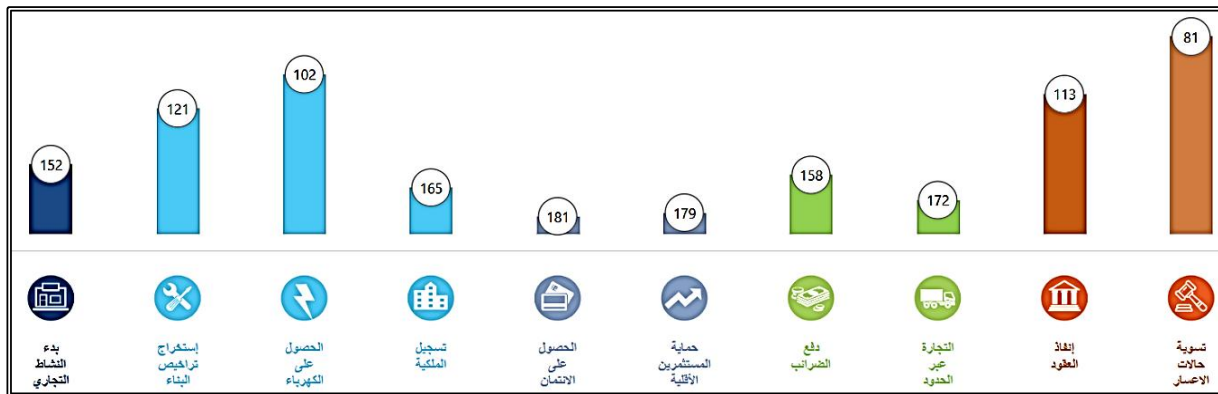 152
121
102
165
181
179
158
172
113
81
بدء
النشاط
التجاري
إستخراج
تراخيص
البناء
الحصول
على
الكهرباء
تسجيل
الملكية
الحصول
على
الائتمان
حماية
المستثمرين
الأقلية
دفع
الضرائب
التجارة
عبر
الحدود
إنفاذ
العقود
تسوية
حالات
الاعسار